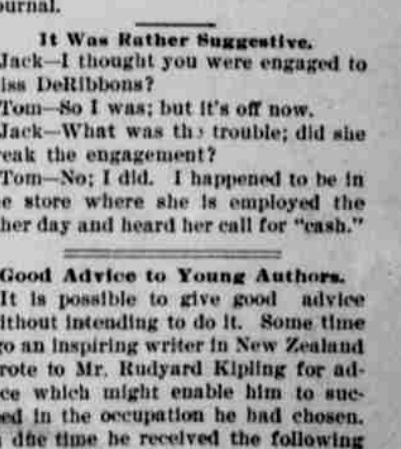 ournal.
It Was Rather Suggestive.
Jack—I thought you were engaged to
iss DeRibbons?
Tom—So I was; but it's off now.
Jack—What was the trouble; did she
reak the engagement?
Tom—No; I did. I happened to be in
e store where she is employed the
her day and heard her call for "cash."
Good Advice to Young Authors.
It is possible to give good advice
ithout intending to do it. Some time
go an inspiring writer in New Zealand
rote to Mr. Rudyard Kipling for ad-
ce which might enable him to suc-
ed in the occupation he had chosen.
due time he received the following